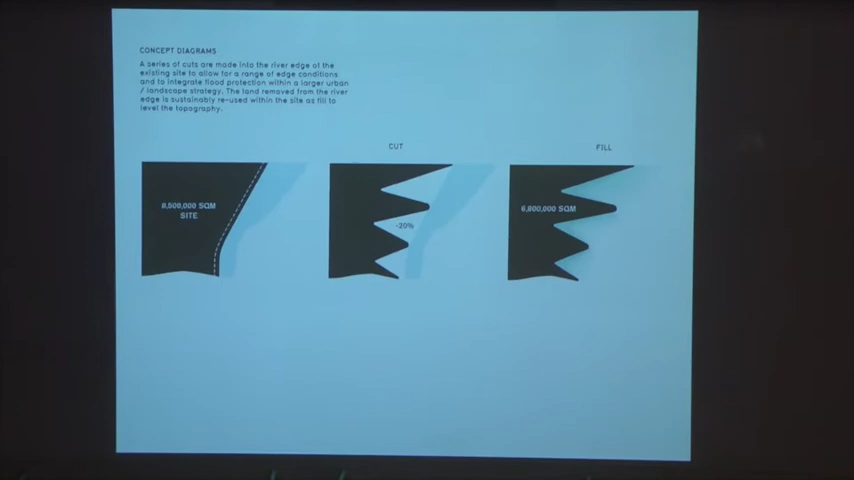 CONCEPT DIAGRAMS
A series of cuts are made into the river edge of the
existing site to allow for a range of edge conditions
and to integrate flood protection within a larger urban
/ landscape strategy. The land removed from the river
edge is sustainably re-used within the site as fill to
level the topography.
CUT
FILL
8,500,000 SQM
SITE
-20%
6,800,000 SQM